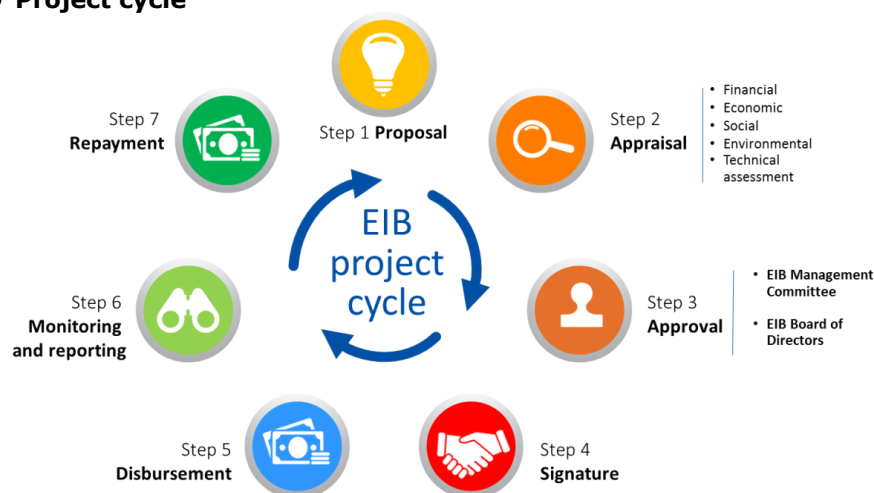 Project cycle
Step 1 Proposal
Step 2
Appraisal
• Financial
• Economic
• Social
• Environmental
• Technical
assessment
Step 3
Approval
• EIB Management
Committee
• EIB Board of
Directors
Step 4
Signature
Step 5
Disbursement
Step 6
Monitoring
and reporting
Step 7
Repayment
EIB
project
cycle